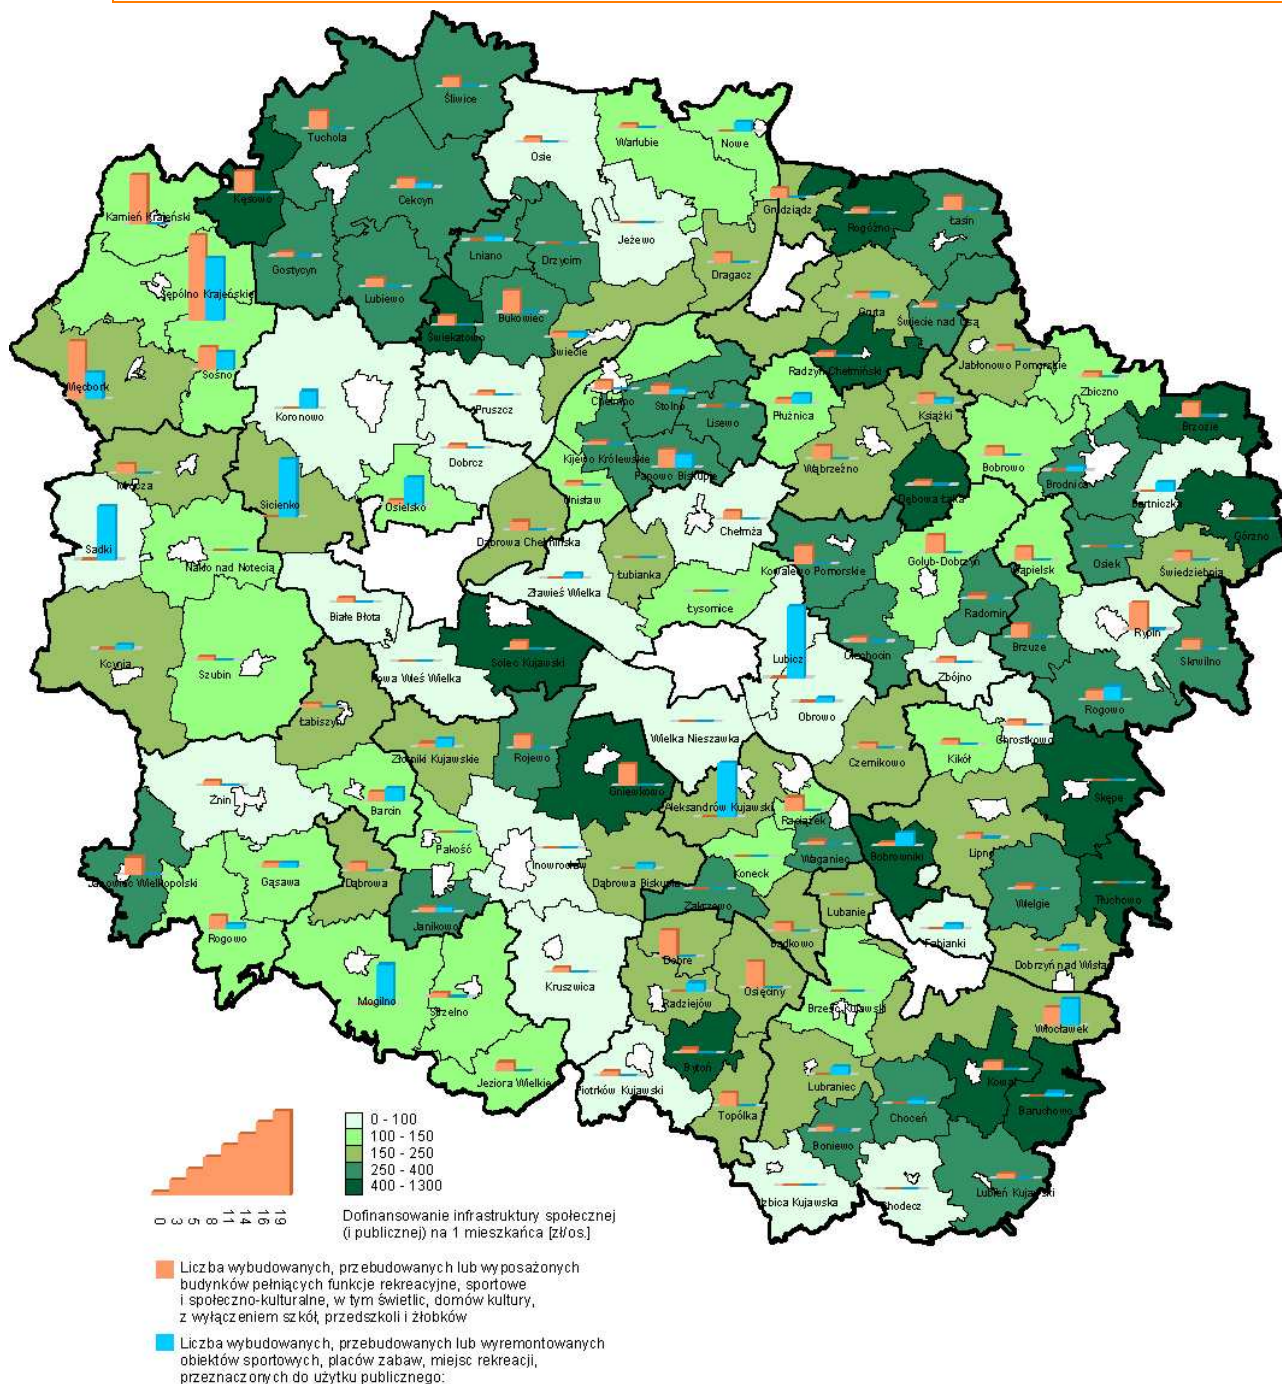 Śliwice
Tuchola
Osie
Warlubie
Nowe
Kęsowo
Cekcyn
Kamień Krajeński
Grudziądz
Rogóźno
Łasin
Jeżewo
Lniano
Drzycim
Gostycyn
Dragacz
Lubiewo
Sępólno Krajeńskie
Bukowiec
Gruta
Świecie nad Osą
Świekatowo
Świecie
Jabłonowo Pomorskie
Radzyń Chełmiński
Sośno
Więcbork
Zbiczno
Pruszcz
Chełmno
Stolno
Lisewo
Płużnica
Książki
Brzozie
Koronowo
Dobrcz
Kijewo Królewskie
Papowo Biskupie
Wąbrzeźno
Bobrowo
Brodnica
Mrocza
Sicienko
Osielsko
Unisław
Dębowa Łąka
Bartniczka
Górzno
Sadki
Dąbrowa Chełmińska
Chełmża
Nakło nad Notecią
Łubianka
Kowalewo Pomorskie
Golub-Dobrzyń
Wąpielsk
Osiek
Świedziebnia
Zławieś Wielka
Łysomice
Radomin
Białe Błota
Rypin
Kcynia
Szubin
Nowa Wieś Wielka
Solec Kujawski
Lubicz
Ciechocin
Zbójno
Brzuze
Skrwilno
Łabiszyn
Obrowo
Rogowo
Wielka Nieszawka
Chrostkowo
Złotniki Kujawskie
Rojewo
Czernikowo
Kikół
Żnin
Barcin
Gniewkowo
Aleksandrów Kujawski
Raciążek
Skępe
Pakość
Inowrocław
Waganiec
Bobrowniki
Lipno
Janowiec Wielkopolski
Gąsawa
Dąbrowa
Dąbrowa Biskupia
Koneck
Zakrzewo
Wielgie
Tłuchowo
Lubanie
Rogowo
Janikowo
Bądkowo
Fabianki
Dobre
Dobrzyń nad Wisłą
Mogilno
Strzelno
Kruszwica
Radziejów
Osięciny
Brześć Kujawski
Włocławek
Jeziora Wielkie
Piotrków Kujawski
Bytoń
Lubraniec
Kowal
Topólka
Choceń
Baruchowo
Boniewo
Izbica Kujawska
Chodecz
Lubień Kujawski
0 - 100
100 - 150
150 - 250
250 - 400
400 - 1300
0 3 5 8 11 14 16 19
Dofinansowanie infrastruktury społecznej
(i publicznej) na 1 mieszkańca [zł/os.]
Liczba wybudowanych, przebudowanych lub wyposażonych
budynków pełniących funkcje rekreacyjne, sportowe
i społeczno-kulturalne, w tym świetlic, domów kultury,
z wyłączeniem szkół, przedszkoli i żłobków
Liczba wybudowanych, przebudowanych lub wyremontowanych
obiektów sportowych, placów zabaw, miejsc rekreacji,
przeznaczonych do użytku publicznego: